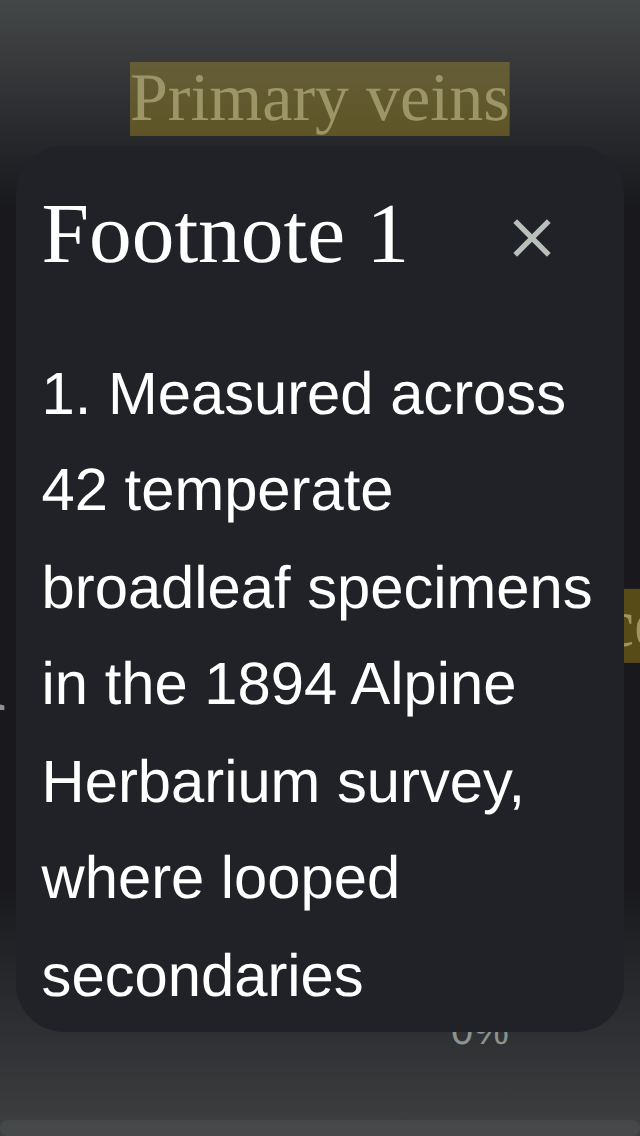 Primary veins
Footnote 1
1. Measured across
42 temperate
broadleaf specimens
in the 1894 Alpine
Herbarium survey,
where looped
secondaries
0%